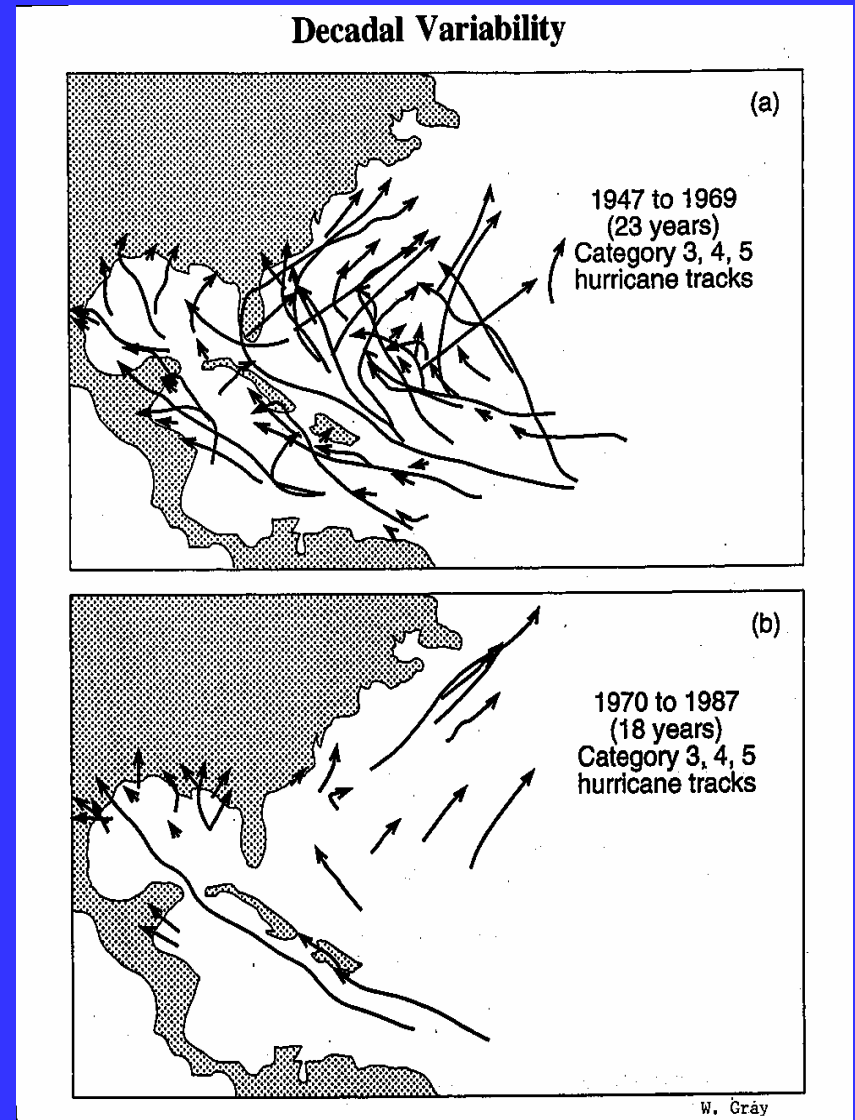 Decadal Variability
(a)
1947 to 1969
(23 years)
Category 3, 4, 5
hurricane tracks
(b)
1970 to 1987
(18 years)
Category 3, 4, 5
hurricane tracks
W. Gray